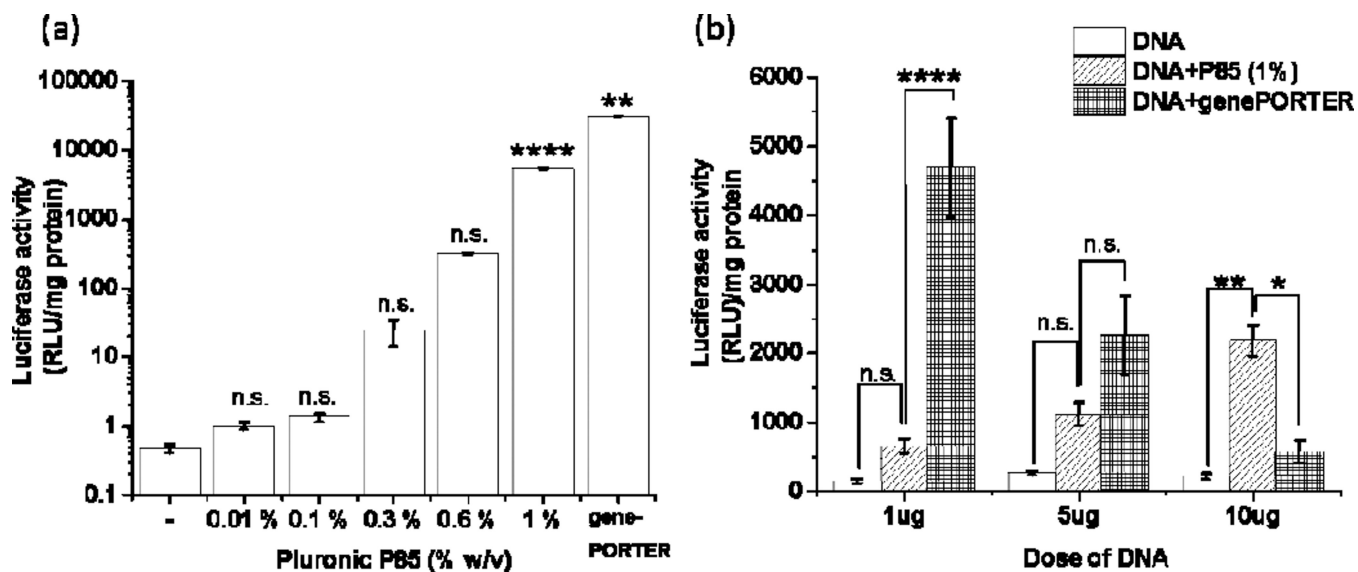 (a)
Luciferase activity
(RLU/mg protein)
100000
10000
1000
100
10
1
0.1
n.s.
n.s.
n.s.
n.s.
****
**
- 0.01 % 0.1 % 0.3 % 0.6 % 1 % gene-
PORTER
Pluronic P85 (% w/v)
(b)
DNA
DNA+P85 (1%)
DNA+genePORTER
Luciferase activity
(RLU)/mg protein)
6000
5000
4000
3000
2000
1000
0
n.s.
****
n.s.
n.s.
**
*
1ug 5ug 10ug
Dose of DNA